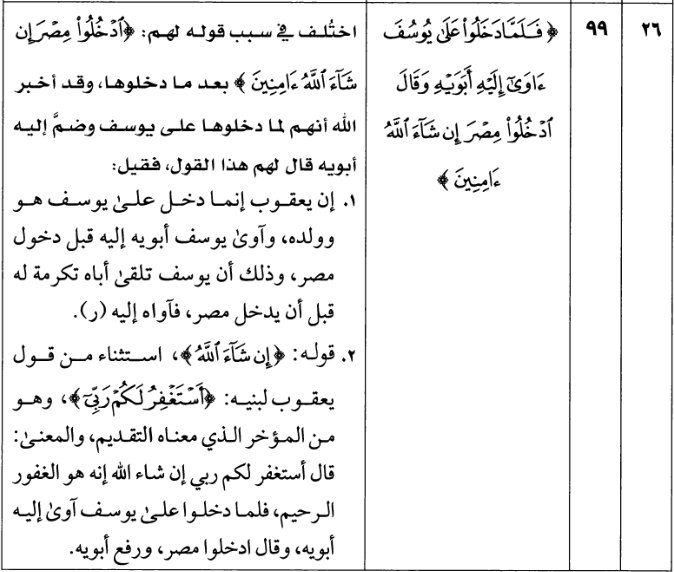 ٢٦
٩٩
﴿ فَلَمَّا دَخَلُوا۟ عَلَىٰ يُوسُفَ
ءَاوَىٰٓ إِلَيْهِ أَبَوَيْهِ وَقَالَ
ٱدْخُلُوا۟ مِصْرَ إِن شَآءَ ٱللَّهُ
ءَامِنِينَ ﴾
اختُلف في سبب قوله لهم: ﴿ٱدْخُلُوا۟ مِصْرَ إِن
شَآءَ ٱللَّهُ ءَامِنِينَ ﴾ بعد ما دخلوها، وقد أخبر
الله أنهم لما دخلوها على يوسف وضمَّ إليه
أبويه قال لهم هذا القول، فقيل:
١. إن يعقوب إنما دخل علىٰ يوسف هو
وولده، وآوىٰ يوسف أبويه إليه قبل دخول
مصر، وذلك أن يوسف تلقىٰ أباه تكرمة له
قبل أن يدخل مصر، فآواه إليه (ر).
٢. قوله: ﴿إِن شَآءَ ٱللَّهُ﴾، استثناء من قول
يعقوب لبنيه: ﴿أَسْتَغْفِرُ لَكُمْ رَبِّىٓ﴾، وهو
من المؤخر الذي معناه التقديم، والمعنىٰ:
قال أستغفر لكم ربي إن شاء الله إنه هو الغفور
الرحيم، فلما دخلوا علىٰ يوسف آوىٰ إليه
أبويه، وقال ادخلوا مصر، ورفع أبويه.